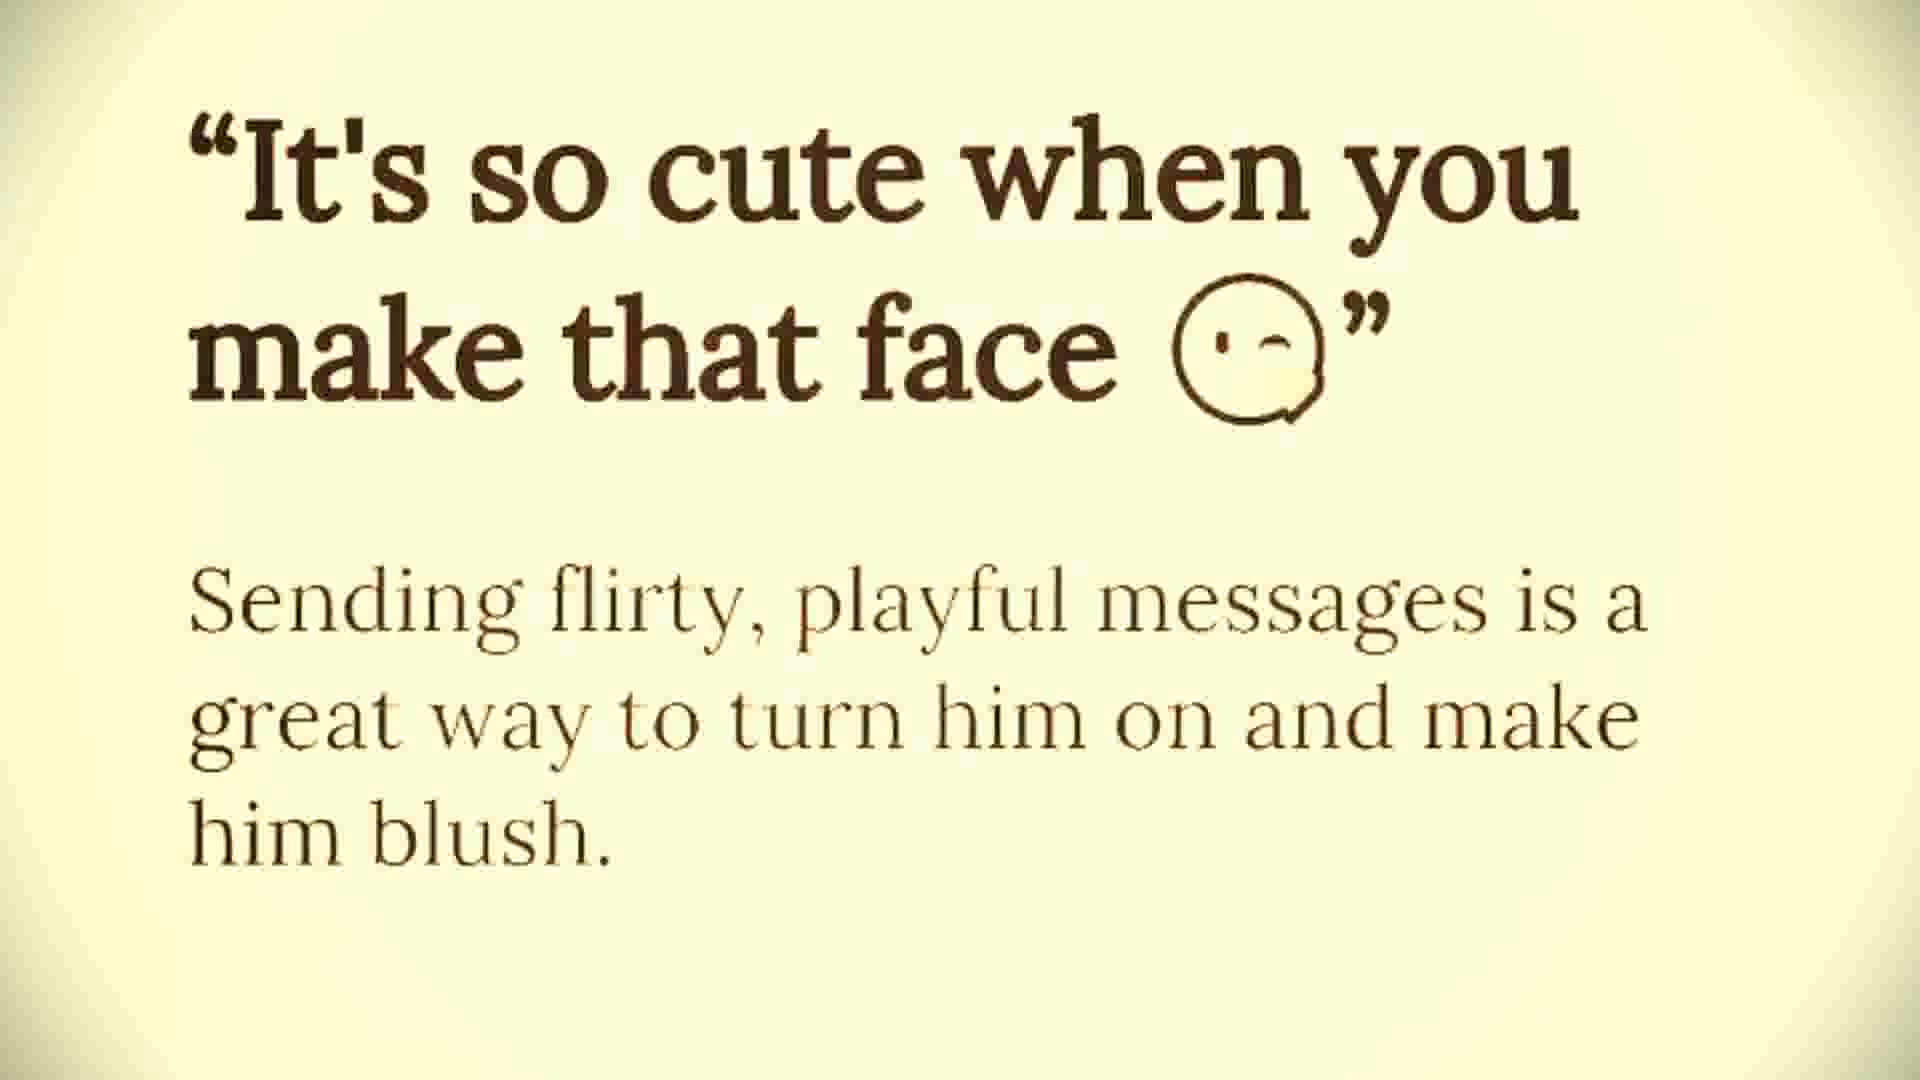 “It's so cute when you
make that face ”
Sending flirty, playful messages is a
great way to turn him on and make
him blush.